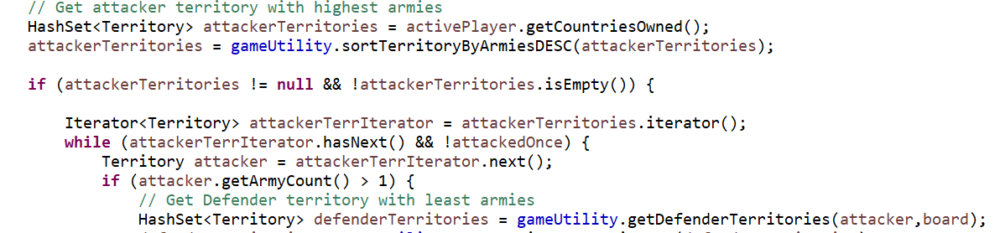 // Get attacker territory with highest armies
HashSet<Territory> attackerTerritories = activePlayer.getCountriesOwned();
attackerTerritories = gameUtility.sortTerritoryByArmiesDESC(attackerTerritories);
if (attackerTerritories != null && !attackerTerritories.isEmpty()) {
Iterator<Territory> attackerTerrIterator = attackerTerritories.iterator();
while (attackerTerrIterator.hasNext() && !attackedOnce) {
Territory attacker = attackerTerrIterator.next();
if (attacker.getArmyCount() > 1) {
// Get Defender territory with least armies
HashSet<Territory> defenderTerritories = gameUtility.getDefenderTerritories(attacker,board);